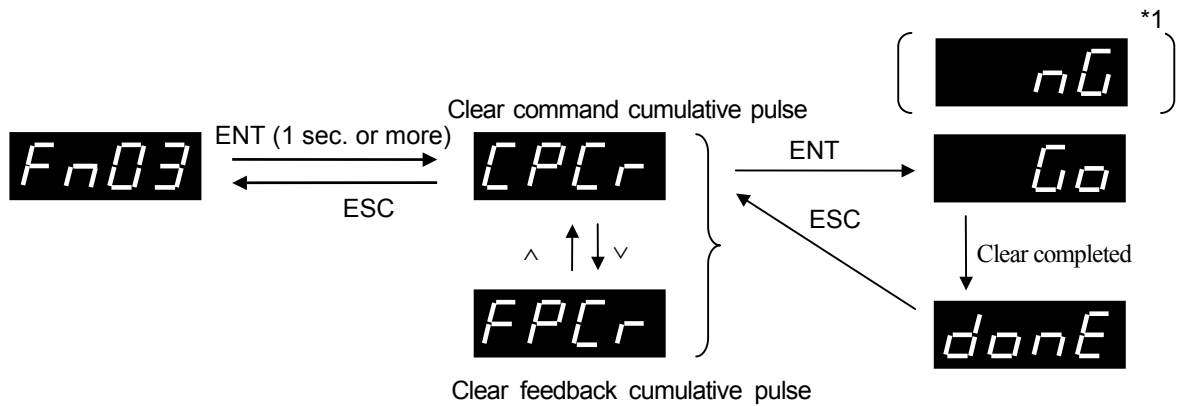 *1
nG
Clear command cumulative pulse
Fn03
ENT (1 sec. or more)
ESC
CPCr
ENT
Go
ESC
^ ˅
Clear completed
FPCr
donE
Clear feedback cumulative pulse